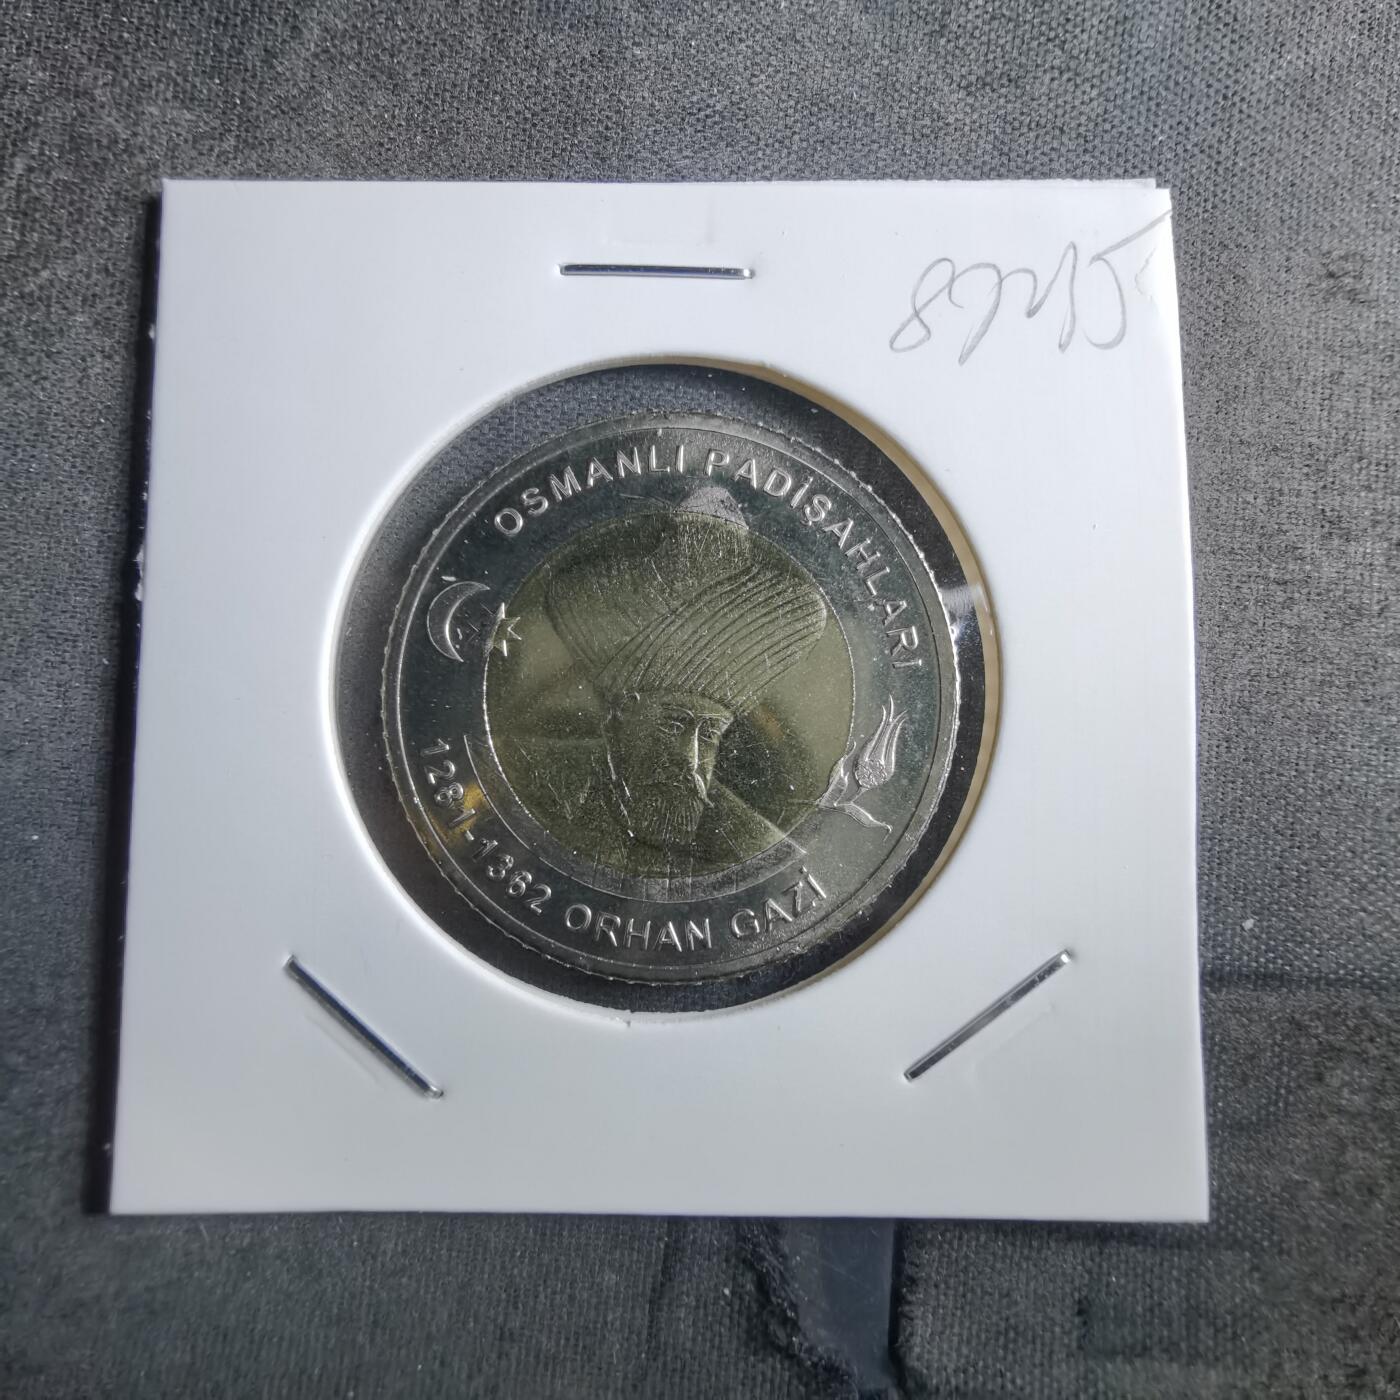 OSMANLI PADİŞAHLARI
1281-1362 ORHAN GAZİ